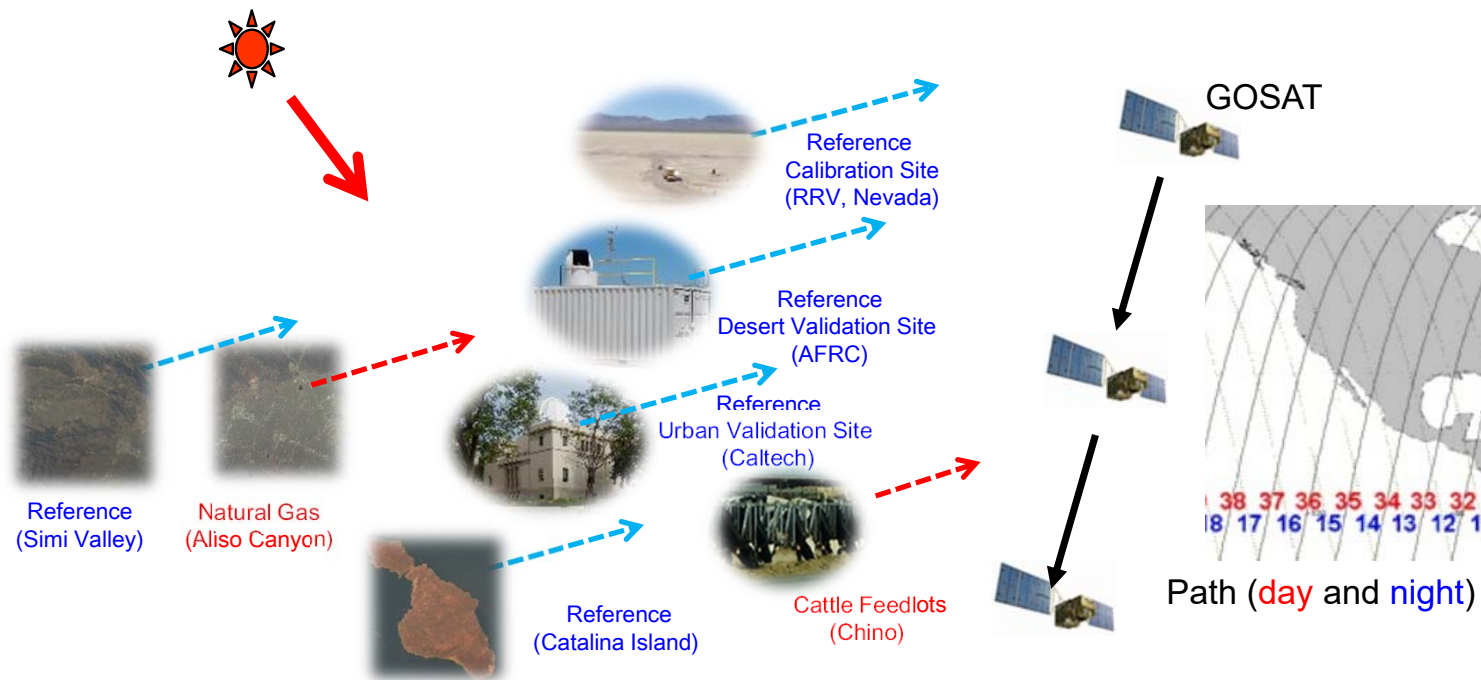 GOSAT
Reference
Calibration Site
(RRV, Nevada)
Reference
Desert Validation Site
(AFRC)
Reference
Urban Validation Site
(Caltech)
Reference
(Simi Valley)
Natural Gas
(Aliso Canyon)
Reference
(Catalina Island)
Cattle Feedlots
(Chino)
38 37 36 35 34 33 32
18 17 16 15 14 13 12
Path (day and night)